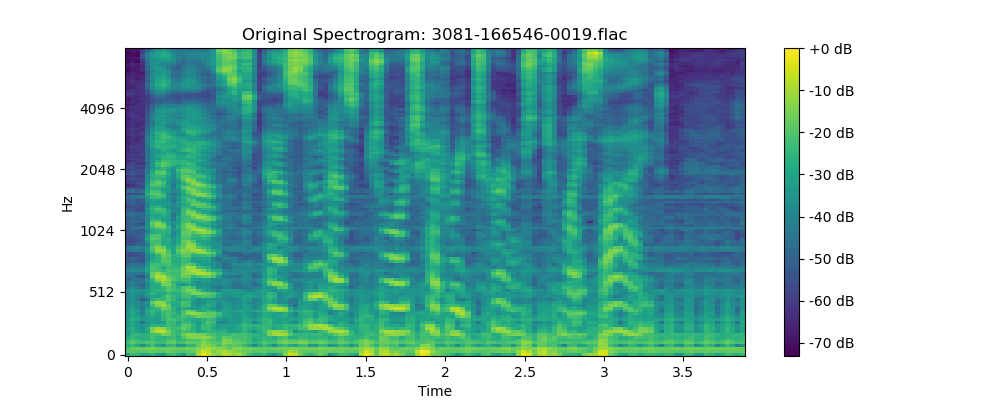 Original Spectrogram: 3081-166546-0019.flac
Hz
4096
2048
1024
512
0
0 0.5 1 1.5 2 2.5 3 3.5
Time
+0 dB
-10 dB
-20 dB
-30 dB
-40 dB
-50 dB
-60 dB
-70 dB